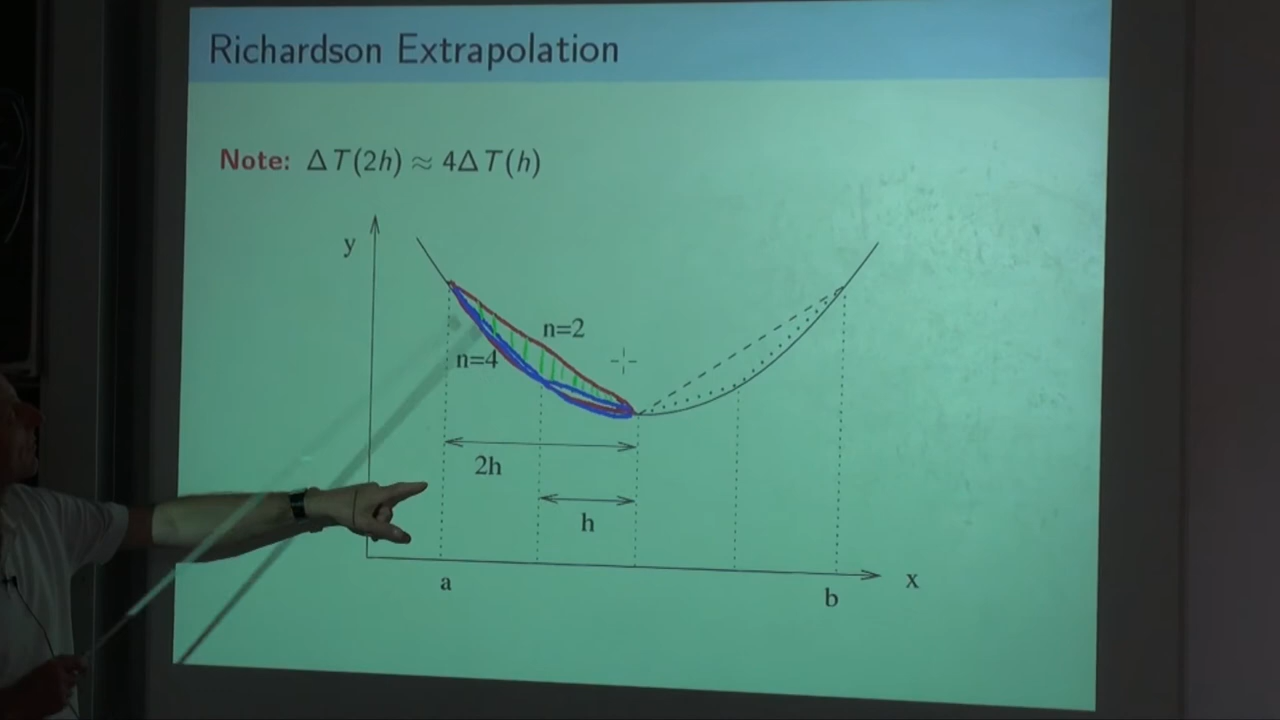 Richardson Extrapolation
Note: ΔT(2h) ≈ 4ΔT(h)
y
n=2
n=4
2h
h
a
b
x